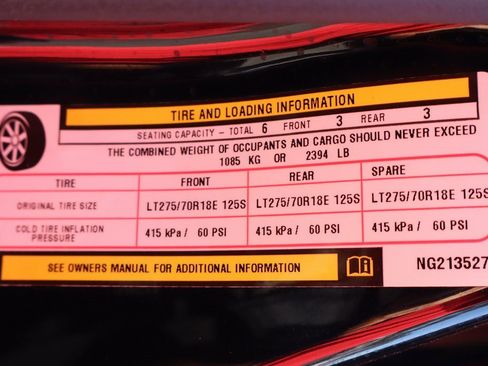 TIRE AND LOADING INFORMATION
SEATING CAPACITY - TOTAL 6 FRONT 3 REAR 3
THE COMBINED WEIGHT OF OCCUPANTS AND CARGO SHOULD NEVER EXCEED
1085 KG OR 2394 LB
TIRE FRONT REAR SPARE
ORIGINAL TIRE SIZE LT275/70R18E 125S LT275/70R18E 125S LT275/70R18E 125S
COLD TIRE INFLATION PRESSURE 415 kPa / 60 PSI 415 kPa / 60 PSI 415 kPa / 60 PSI
SEE OWNERS MANUAL FOR ADDITIONAL INFORMATION
NG213527